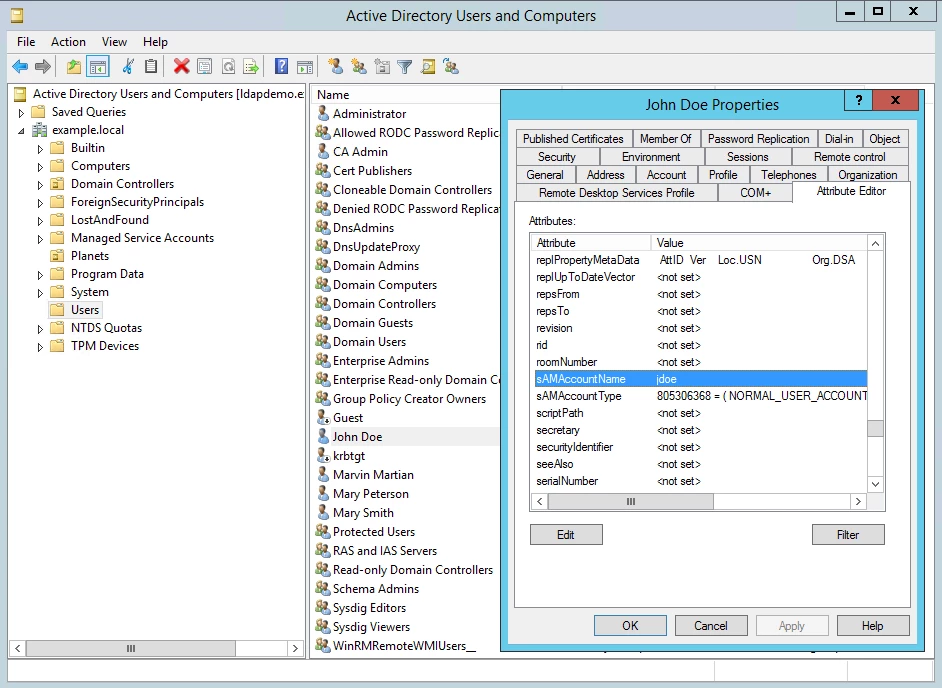 Active Directory Users and Computers
File Action View Help
Active Directory Users and Computers [ldapdemo.e
Saved Queries
example.local
Builtin
Computers
Domain Controllers
ForeignSecurityPrincipals
LostAndFound
Managed Service Accounts
Planets
Program Data
System
Users
NTDS Quotas
TPM Devices
Name
Administrator
Allowed RODC Password Replic
CA Admin
Cert Publishers
Cloneable Domain Controllers
Denied RODC Password Replica
DnsAdmins
DnsUpdateProxy
Domain Admins
Domain Computers
Domain Controllers
Domain Guests
Domain Users
Enterprise Admins
Enterprise Read-only Domain C
Group Policy Creator Owners
Guest
John Doe
krbtgt
Marvin Martian
Mary Peterson
Mary Smith
Protected Users
RAS and IAS Servers
Read-only Domain Controllers
Schema Admins
Sysdig Editors
Sysdig Viewers
WinRMRemoteWMIUsers__
John Doe Properties
? X
Published Certificates Member Of Password Replication Dial-in Object
Security Environment Sessions Remote control
General Address Account Profile Telephones Organization
Remote Desktop Services Profile COM+ Attribute Editor
Attributes:
Attribute Value
replPropertyMetaData AttID Ver Loc.USN Org.DSA
replUpToDateVector <not set>
repsFrom <not set>
repsTo <not set>
revision <not set>
rid <not set>
roomNumber <not set>
sAMAccountName jdoe
sAMAccountType 805306368 = ( NORMAL_USER_ACCOUNT
scriptPath <not set>
secretary <not set>
securityIdentifier <not set>
seeAlso <not set>
serialNumber <not set>
Edit Filter
OK Cancel Apply Help